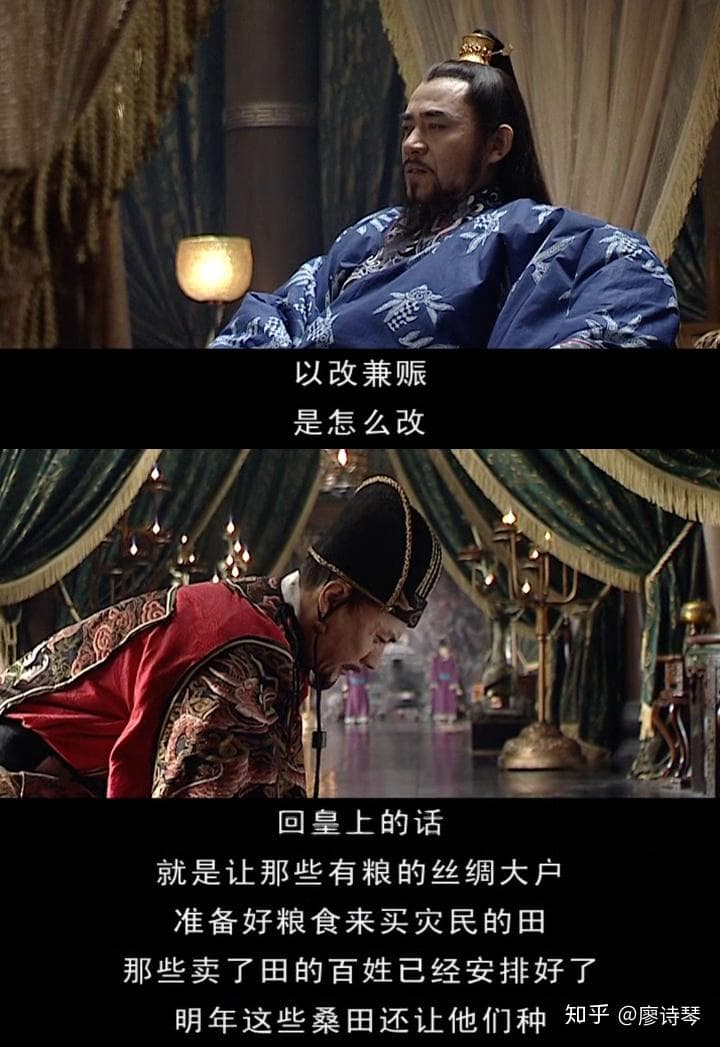 以改兼赈
是怎么改
回皇上的话
就是让那些有粮的丝绸大户
准备好粮食来买灾民的田
那些卖了田的百姓已经安排好了
明年这些桑田还让他们种
知乎 @廖诗琴